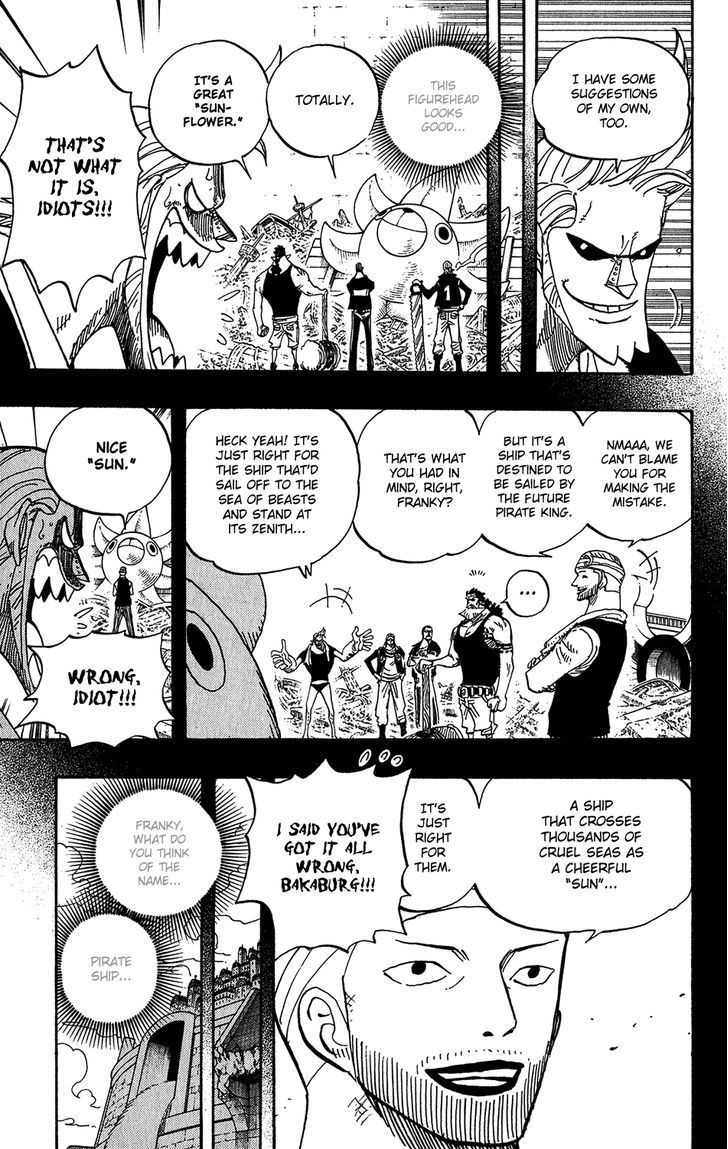 I HAVE SOME
SUGGESTIONS
OF MY OWN,
TOO.
THIS
FIGUREHEAD
LOOKS
GOOD...
TOTALLY.
IT'S A
GREAT
"SUN-
FLOWER."
THAT'S
NOT WHAT
IT IS,
IDIOTS!!!
1
NMAAA, WE
CAN'T BLAME
YOU FOR
MAKING THE
MISTAKE.
BUT IT'S A
SHIP THAT'S
DESTINED TO
BE SAILED BY
THE FUTURE
PIRATE KING.
THAT'S WHAT
YOU HAD IN
MIND, RIGHT,
FRANKY?
HECK YEAH! IT'S
JUST RIGHT FOR
THE SHIP THAT'D
SAIL OFF TO THE
SEA OF BEASTS
AND STAND AT
ITS ZENITH...
...
NICE
"SUN."
WRONG,
IDIOT!!!
A SHIP
THAT CROSSES
THOUSANDS OF
CRUEL SEAS AS
A CHEERFUL
"SUN"...
IT'S
JUST
RIGHT
FOR
THEM.
I SAID YOU'VE
GOT IT ALL
WRONG,
BAKABURG!!!
FRANKY,
WHAT DO
YOU THINK
OF THE
NAME...
PIRATE
SHIP...